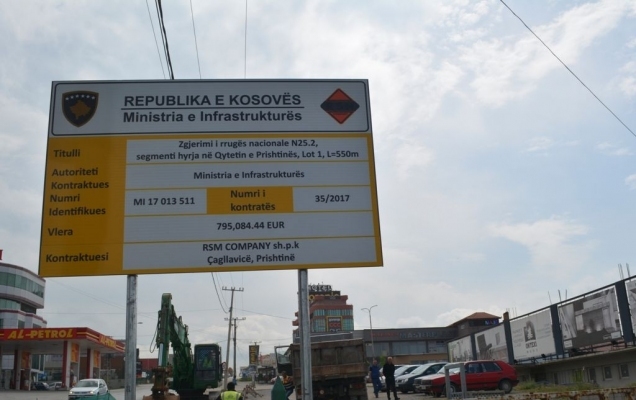 REPUBLIKA E KOSOVËS
Ministria e Infrastrukturës
Titulli
Zgjerimi i rrugës nacionale N25.2,
segmenti hyrja në Qytetin e Prishtinës, Lot 1, L=550m
Autoriteti
Kontraktues
Ministria e Infrastrukturës
Numri
Identifikues
MI 17 013 511
Numri i
kontratës
35/2017
Vlera
795,084.44 EUR
Kontraktuesi
RSM COMPANY sh.p.k
Çagllavicë, Prishtinë
AL-PETROL